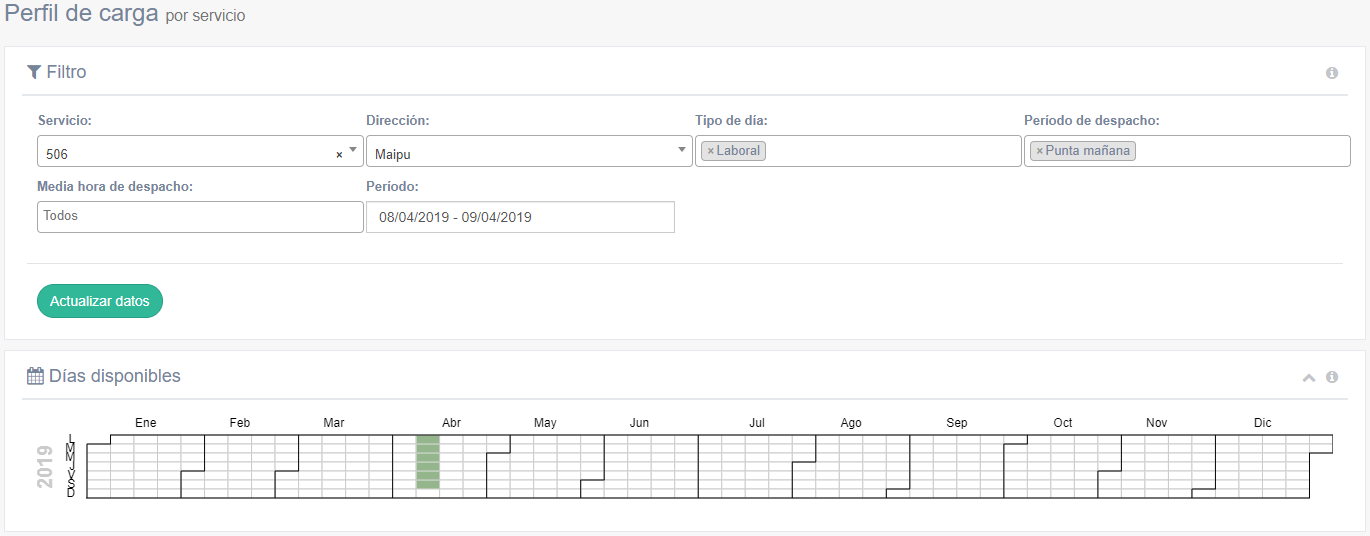 Perfil de carga por servicio
Filtro
Servicio: Dirección: Tipo de día: Período de despacho:
506 × Maipu ×Laboral ×Punta mañana
Media hora de despacho: Período:
Todos 08/04/2019 - 09/04/2019
Actualizar datos
Días disponibles
Ene Feb Mar Abr May Jun Jul Ago Sep Oct Nov Dic
2019
L
M
M
J
V
S
D